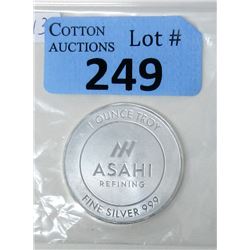 COTTON
AUCTIONS
Lot #
249
1 OUNCE TROY
ASAHI
REFINING
FINE SILVER 999